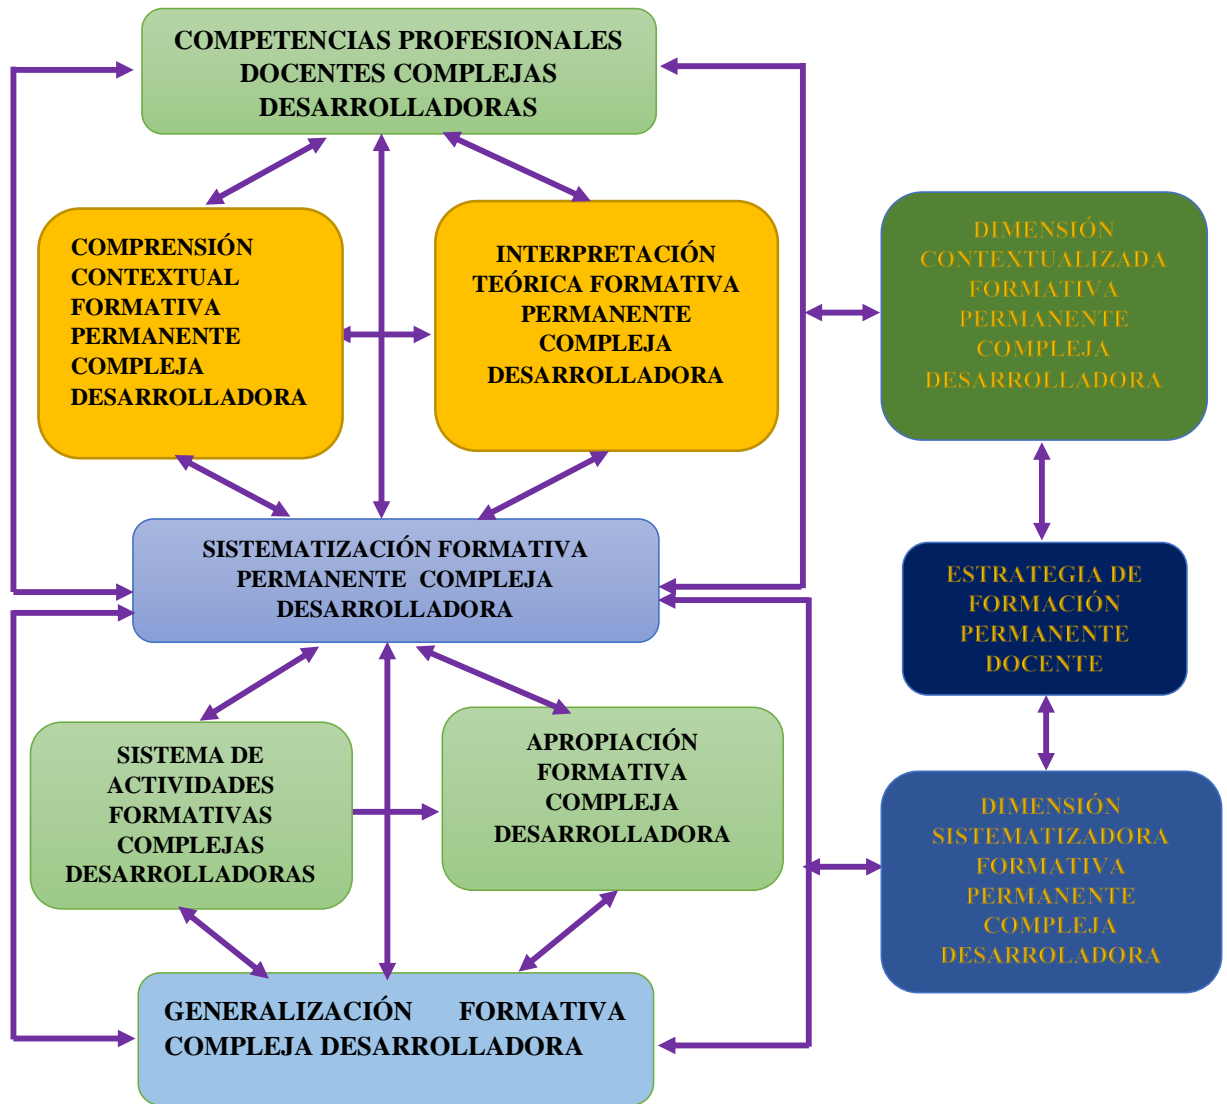 COMPETENCIAS PROFESIONALES
DOCENTES COMPLEJAS
DESARROLLADORAS
COMPRENSIÓN
CONTEXTUAL
FORMATIVA
PERMANENTE
COMPLEJA
DESARROLLADORA
INTERPRETACIÓN
TEÓRICA FORMATIVA
PERMANENTE
COMPLEJA
DESARROLLADORA
DIMENSIÓN
CONTEXTUALIZADA
FORMATIVA
PERMANENTE
COMPLEJA
DESARROLLADORA
SISTEMATIZACIÓN FORMATIVA
PERMANENTE COMPLEJA
DESARROLLADORA
ESTRATEGIA DE
FORMACIÓN
PERMANENTE
DOCENTE
SISTEMA DE
ACTIVIDADES
FORMATIVAS
COMPLEJAS
DESARROLLADORAS
APROPIACIÓN
FORMATIVA
COMPLEJA
DESARROLLADORA
DIMENSIÓN
SISTEMATIZADORA
FORMATIVA
PERMANENTE
COMPLEJA
DESARROLADORA
GENERALIZACIÓN FORMATIVA
COMPLEJA DESARROLLADORA